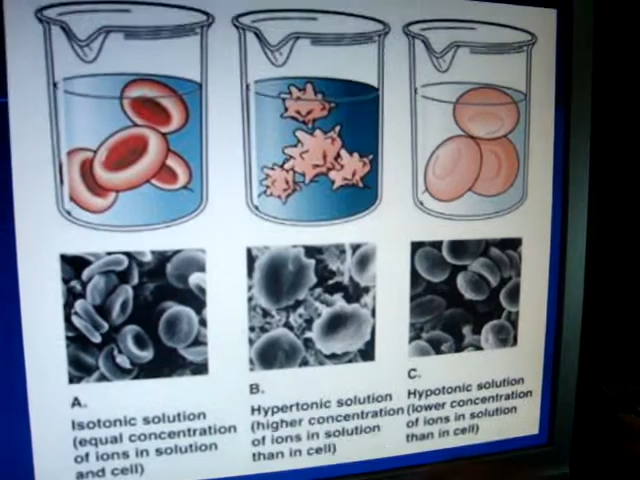 A.
Isotonic solution
(equal concentration
of ions in solution
and cell)
B.
Hypertonic solution
(higher concentration
of ions in solution
than in cell)
C.
Hypotonic solution
(lower concentration
of ions in solution
than in cell)